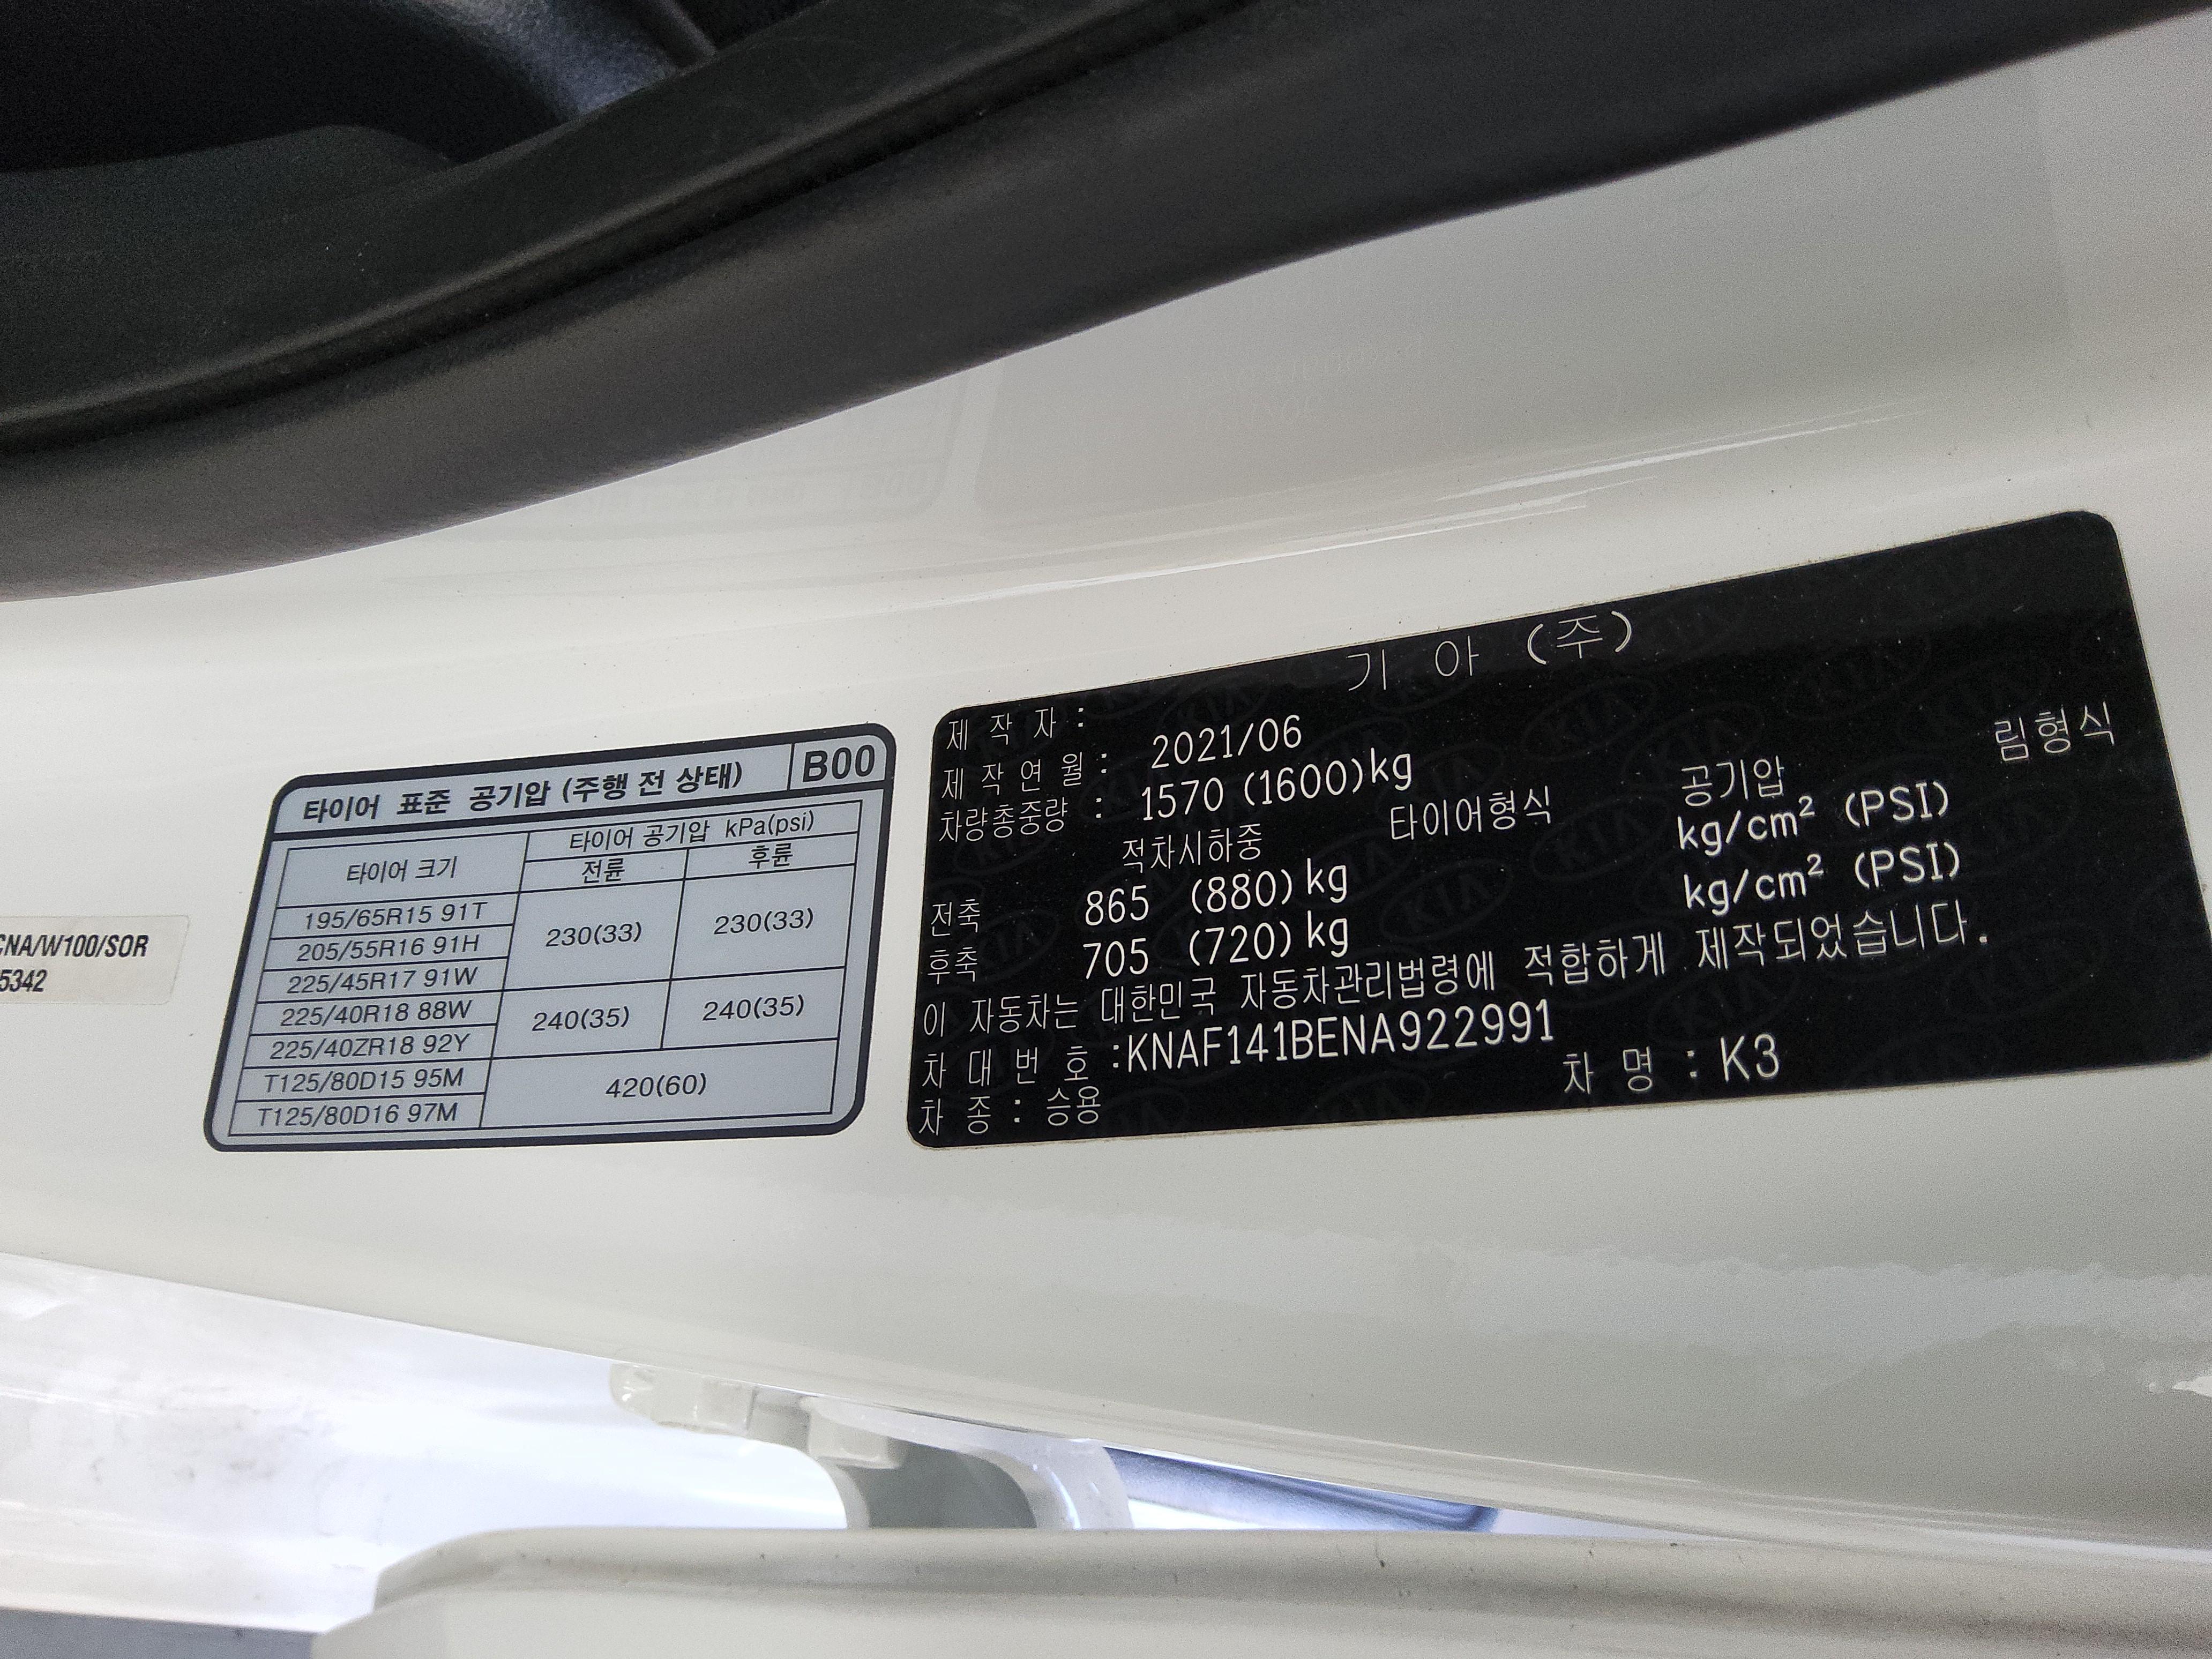 CNA/W100/SOR
5342
타이어 표준 공기압 (주행 전 상태) B00
타이어 크기 타이어 공기압 kPa(psi)
전륜 후륜
195/65R15 91T
205/55R16 91H 230(33) 230(33)
225/45R17 91W
225/40R18 88W 240(35) 240(35)
225/40ZR18 92Y
T125/80D15 95M 420(60)
T125/80D16 97M
제 작 자 : 기 아 (주)
제 작 연 월 : 2021/06
차량총중량 : 1570 (1600)kg
적차시하중 타이어형식 공기압 림형식
전축 865 (880)kg kg/cm² (PSI)
후축 705 (720)kg kg/cm² (PSI)
이 자동차는 대한민국 자동차관리법령에 적합하게 제작되었습니다.
차 대 번 호 :KNAF141BENA922991
차 종 : 승용 차 명 : K3